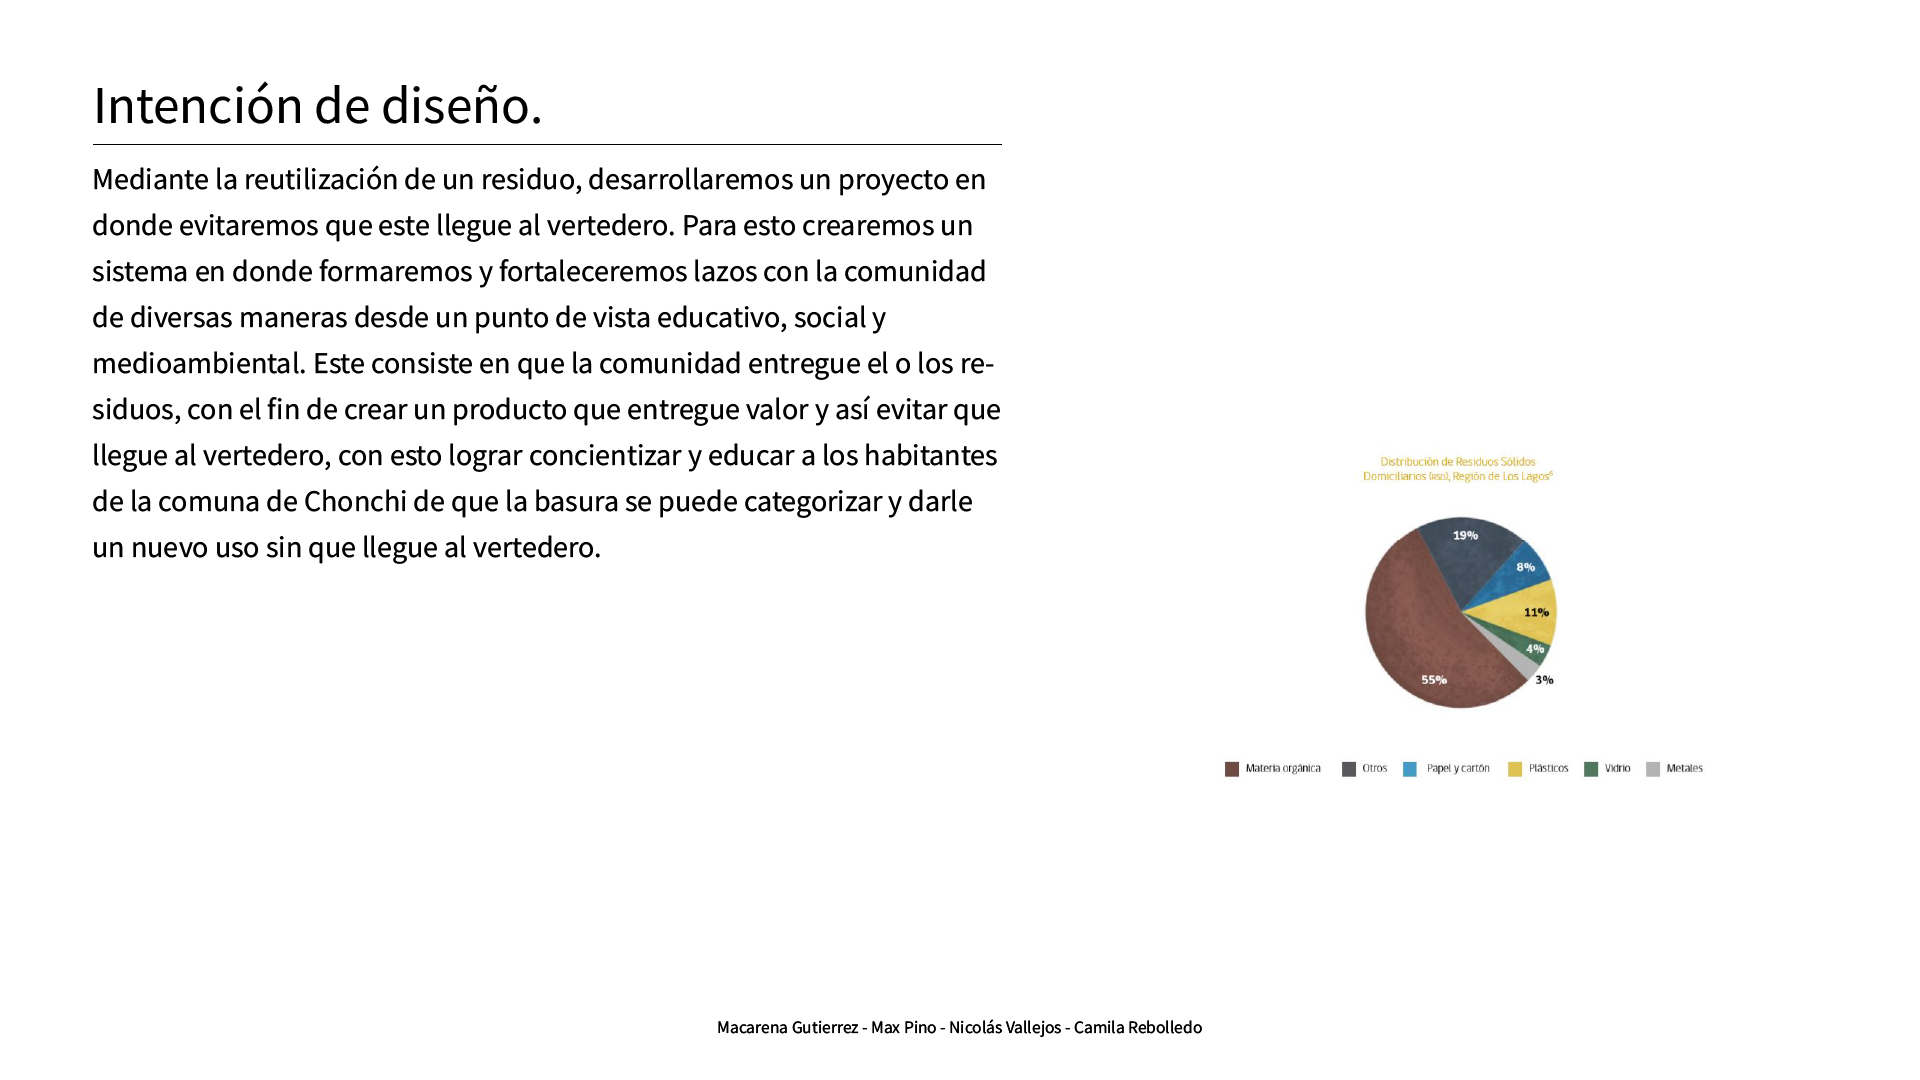 Intención de diseño.
Mediante la reutilización de un residuo, desarrollaremos un proyecto en
donde evitaremos que este llegue al vertedero. Para esto crearemos un
sistema en donde formaremos y fortaleceremos lazos con la comunidad
de diversas maneras desde un punto de vista educativo, social y
medioambiental. Este consiste en que la comunidad entregue el o los re-
siduos, con el fin de crear un producto que entregue valor y así evitar que
llegue al vertedero, con esto lograr concientizar y educar a los habitantes
de la comuna de Chonchi de que la basura se puede categorizar y darle
un nuevo uso sin que llegue al vertedero.
Distribución de Residuos Sólidos
Domiciliarios (RSD), Región de Los Lagos⁶
19%
8%
11%
4%
3%
55%
Materia orgánica Otros Papel y cartón Plásticos Vidrio Metales
Macarena Gutierrez - Max Pino - Nicolás Vallejos - Camila Rebolledo